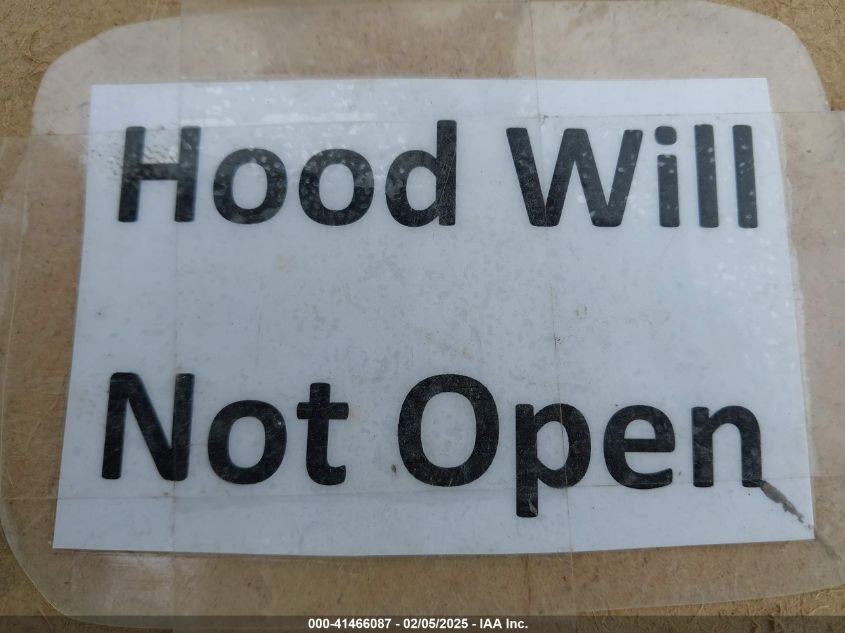 Hood Will
Not Open
000-41466087 - 02/05/2025 - IAA Inc.